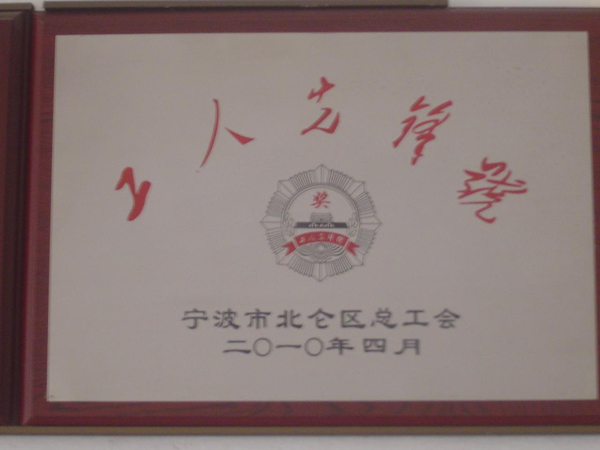 工人先锋号
奖
宁波市北仑区总工会
二〇一〇年四月